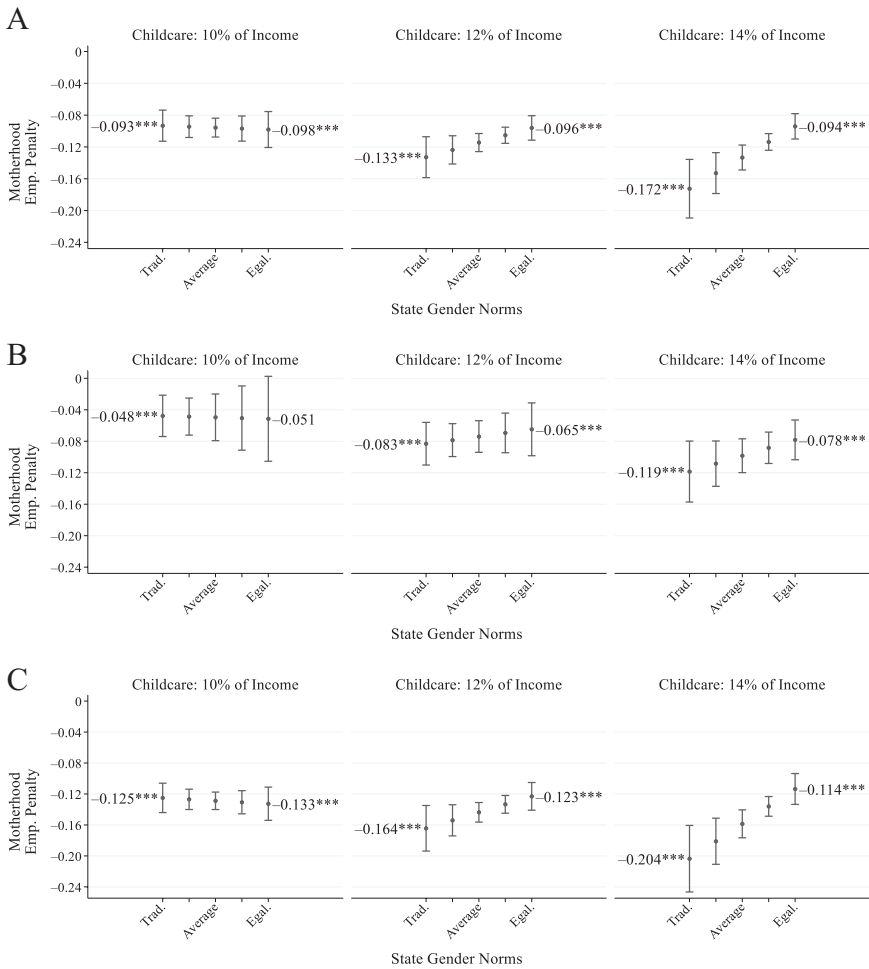 A
Childcare: 10% of Income Childcare: 12% of Income Childcare: 14% of Income
Motherhood
Emp. Penalty
0
−0.04
−0.08
−0.12
−0.16
−0.20
−0.24
−0.093*** −0.098*** −0.133*** −0.096*** −0.172*** −0.094***
Trad. Average Egal. Trad. Average Egal. Trad. Average Egal.
State Gender Norms
B
Childcare: 10% of Income Childcare: 12% of Income Childcare: 14% of Income
Motherhood
Emp. Penalty
0
−0.04
−0.08
−0.12
−0.16
−0.20
−0.24
−0.048*** −0.051 −0.083*** −0.065*** −0.119*** −0.078***
Trad. Average Egal. Trad. Average Egal. Trad. Average Egal.
State Gender Norms
C
Childcare: 10% of Income Childcare: 12% of Income Childcare: 14% of Income
Motherhood
Emp. Penalty
0
−0.04
−0.08
−0.12
−0.16
−0.20
−0.24
−0.125*** −0.133*** −0.164*** −0.123*** −0.204*** −0.114***
Trad. Average Egal. Trad. Average Egal. Trad. Average Egal.
State Gender Norms